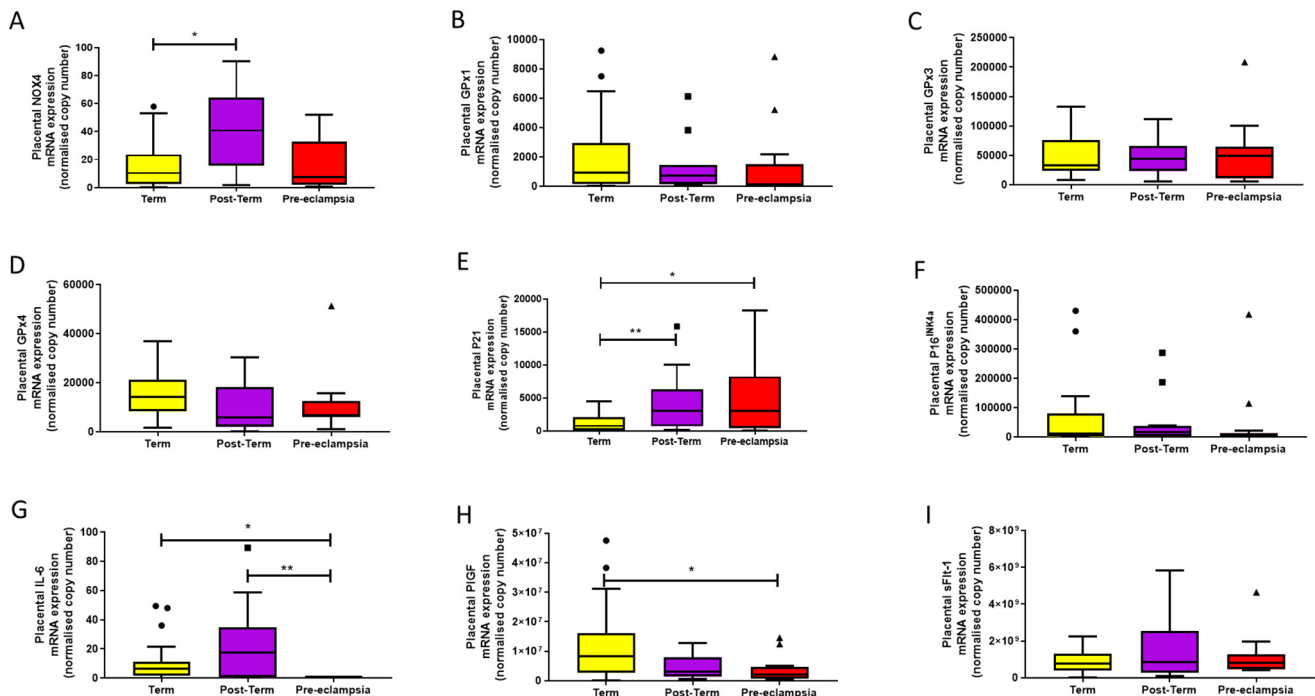 A
Placental NOX4
mRNA expression
(normalised copy number)
100
80
60
40
20
0
*
Term
Post-Term
Pre-eclampsia
B
Placental GPx1
mRNA expression
(normalised copy number)
10000
8000
6000
4000
2000
0
Term
Post-Term
Pre-eclampsia
C
Placental GPx3
mRNA expression
(normalised copy number)
250000
200000
150000
100000
50000
0
Term
Post-Term
Pre-eclampsia
D
Placental GPx4
mRNA expression
(normalised copy number)
60000
40000
20000
0
Term
Post-Term
Pre-eclampsia
E
Placental P21
mRNA expression
(normalised copy number)
20000
15000
10000
5000
0
*
**
Term
Post-Term
Pre-eclampsia
F
Placental P16INK4a
mRNA expression
(normalised copy number)
500000
400000
300000
200000
100000
0
Term
Post-Term
Pre-eclampsia
G
Placental IL-6
mRNA expression
(normalised copy number)
100
80
60
40
20
0
*
**
Term
Post-Term
Pre-eclampsia
H
Placental PlGF
mRNA expression
(normalised copy number)
5×10⁷
4×10⁷
3×10⁷
2×10⁷
1×10⁷
0
*
Term
Post-Term
Pre-eclampsia
I
Placental sFlt-1
mRNA expression
(normalised copy number)
8×10⁹
6×10⁹
4×10⁹
2×10⁹
0
Term
Post-Term
Pre-eclampsia